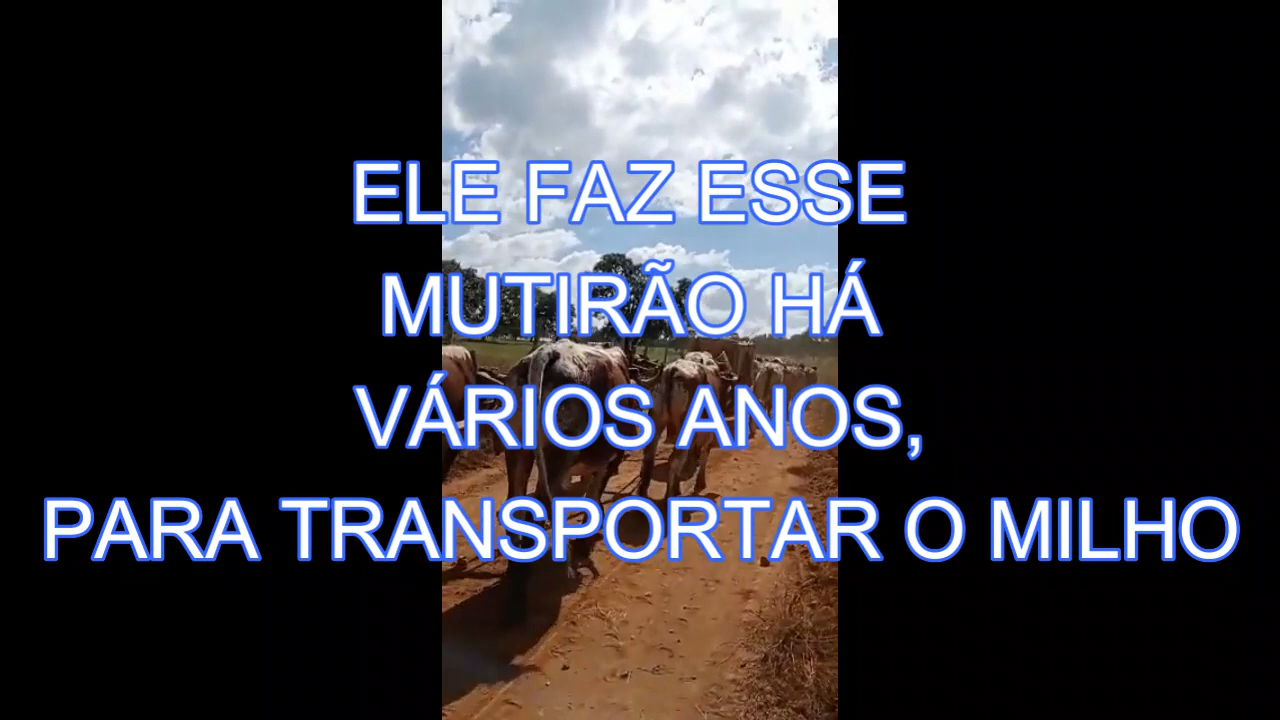 ELE FAZ ESSE
MUTIRÃO HÁ
VÁRIOS ANOS,
PARA TRANSPORTAR O MILHO